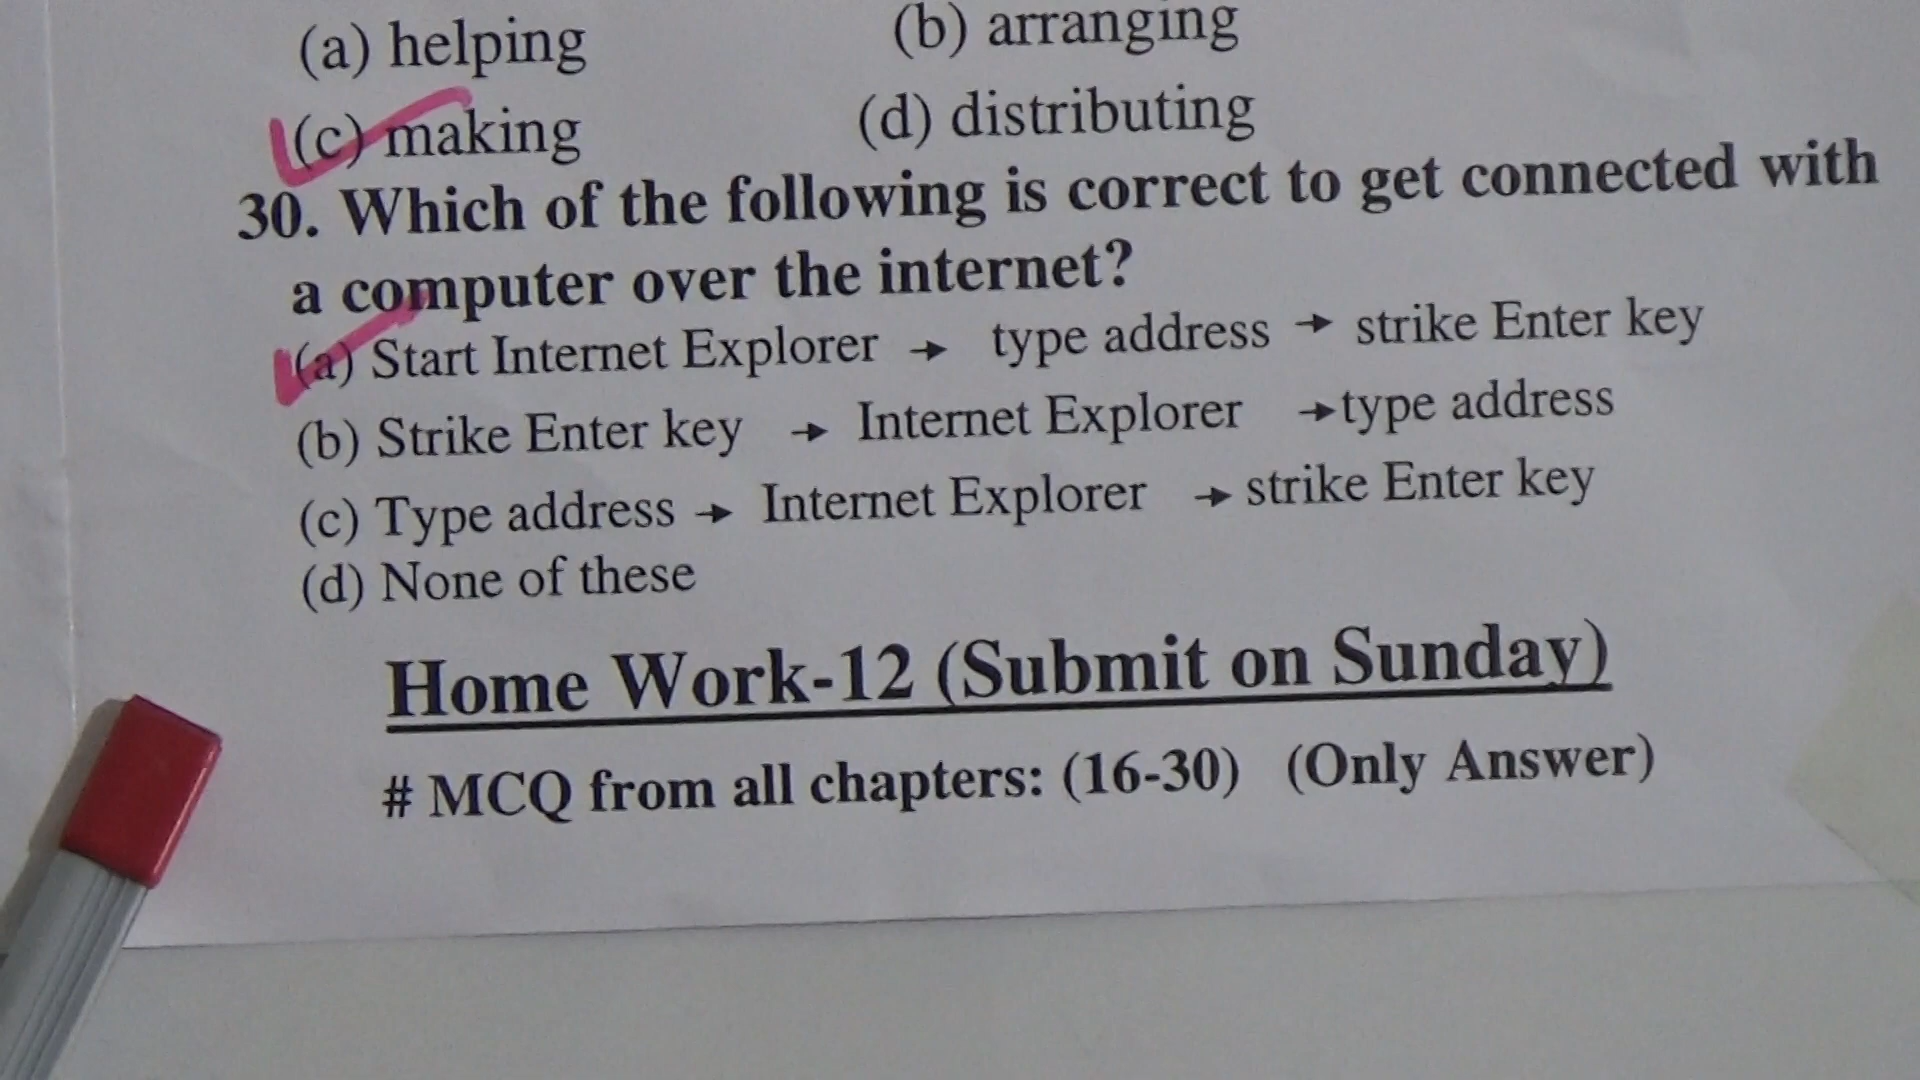 (a) helping (b) arranging
(c) making (d) distributing
30. Which of the following is correct to get connected with
a computer over the internet?
(a) Start Internet Explorer → type address → strike Enter key
(b) Strike Enter key → Internet Explorer → type address
(c) Type address → Internet Explorer → strike Enter key
(d) None of these
Home Work-12 (Submit on Sunday)
# MCQ from all chapters: (16-30) (Only Answer)